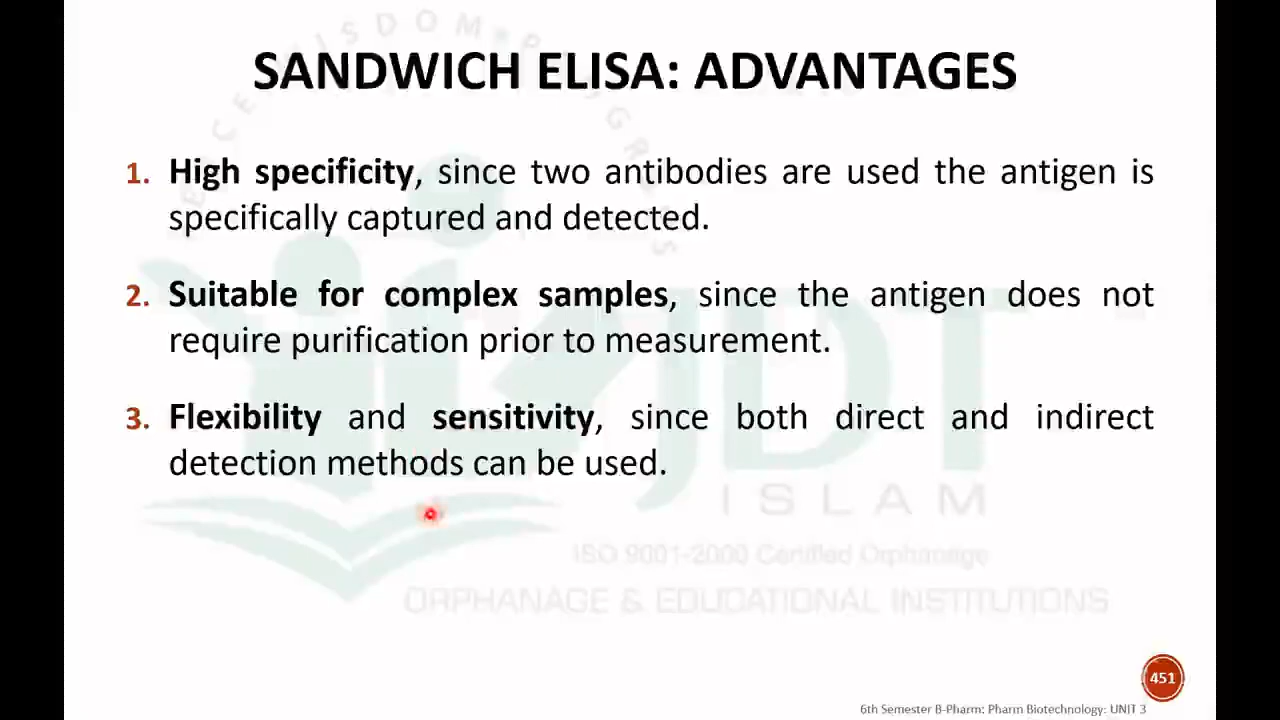 SANDWICH ELISA: ADVANTAGES
1. High specificity, since two antibodies are used the antigen is
specifically captured and detected.
2. Suitable for complex samples, since the antigen does not
require purification prior to measurement.
3. Flexibility and sensitivity, since both direct and indirect
detection methods can be used.
JDT
ISLAM
ISO 9001-2000 Certified Orphanage
ORPHANAGE & EDUCATIONAL INSTITUTIONS
451
6th Semester B-Pharm: Pharm Biotechnology: UNIT 3